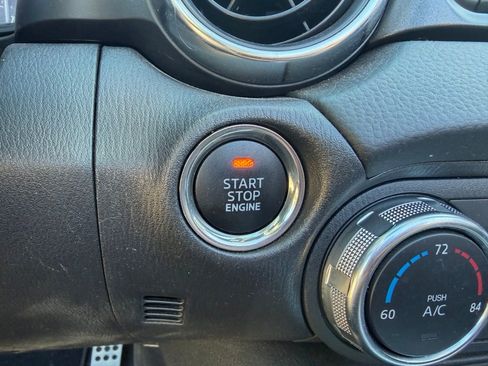 START
STOP
ENGINE
72
60
84
PUSH
A/C